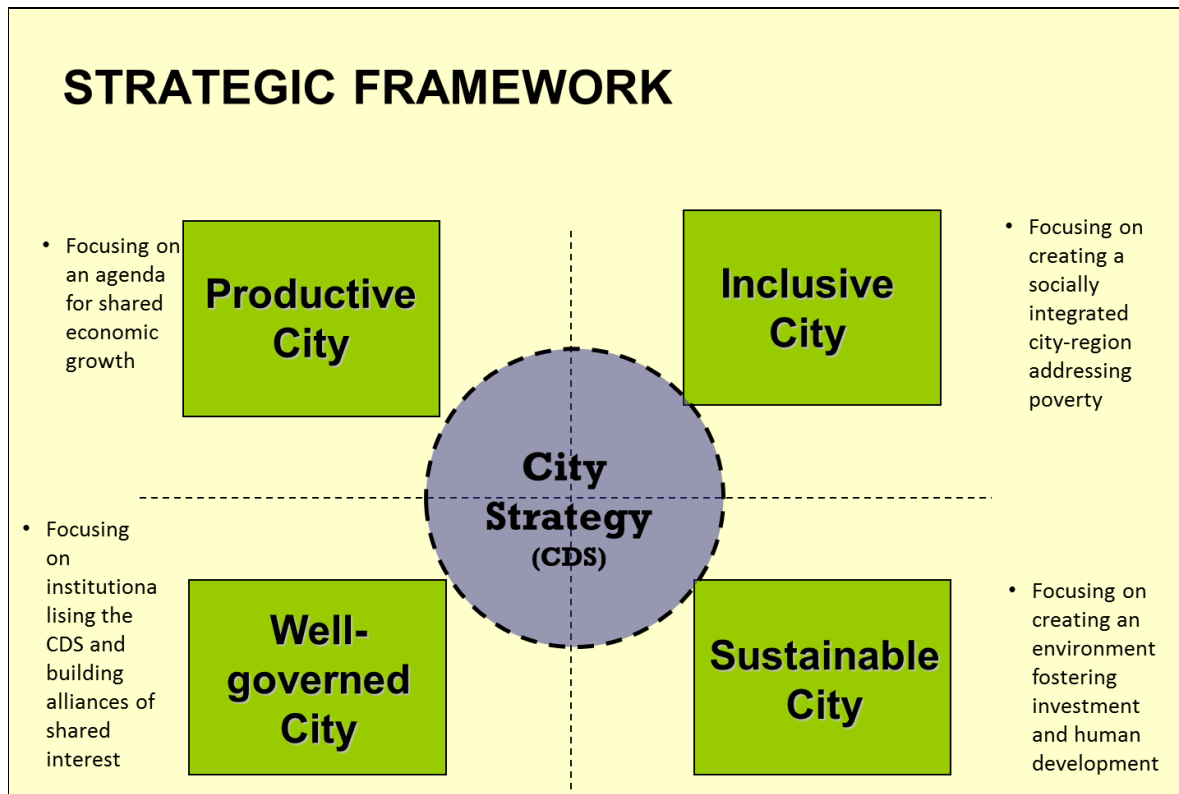 STRATEGIC FRAMEWORK
• Focusing on
an agenda
for shared
economic
growth
Productive
City
Inclusive
City
• Focusing on
creating a
socially
integrated
city-region
addressing
poverty
City
Strategy
(CDS)
• Focusing
on
institutiona
lising the
CDS and
building
alliances of
shared
interest
Well-
governed
City
Sustainable
City
• Focusing on
creating an
environment
fostering
investment
and human
development